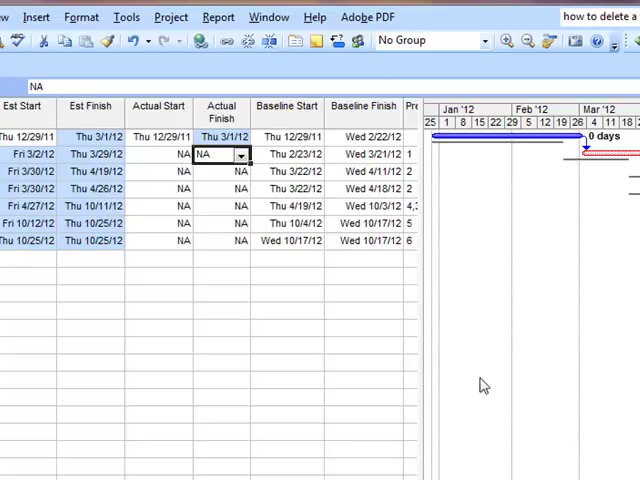 w Insert Format Tools Project Report Window Help Adobe PDF how to delete a
ABC No Group
NA
Est Start Est Finish Actual Start Actual Finish Baseline Start Baseline Finish Pre Jan '12 Feb '12 Mar '12
25 1 8 15 22 29 5 12 19 26 4 11 18
Thu 12/29/11 Thu 3/1/12 Thu 12/29/11 Thu 3/1/12 Thu 12/29/11 Wed 2/22/12 0 days
Fri 3/2/12 Thu 3/29/12 NA NA Thu 2/23/12 Wed 3/21/12 1
Fri 3/30/12 Thu 4/19/12 NA NA Thu 3/22/12 Wed 4/11/12 2
Fri 3/30/12 Thu 4/26/12 NA NA Thu 3/22/12 Wed 4/18/12 2
Fri 4/27/12 Thu 10/11/12 NA NA Thu 4/19/12 Wed 10/3/12 4,3
Fri 10/12/12 Thu 10/25/12 NA NA Thu 10/4/12 Wed 10/17/12 5
Thu 10/25/12 Thu 10/25/12 NA NA Wed 10/17/12 Wed 10/17/12 6